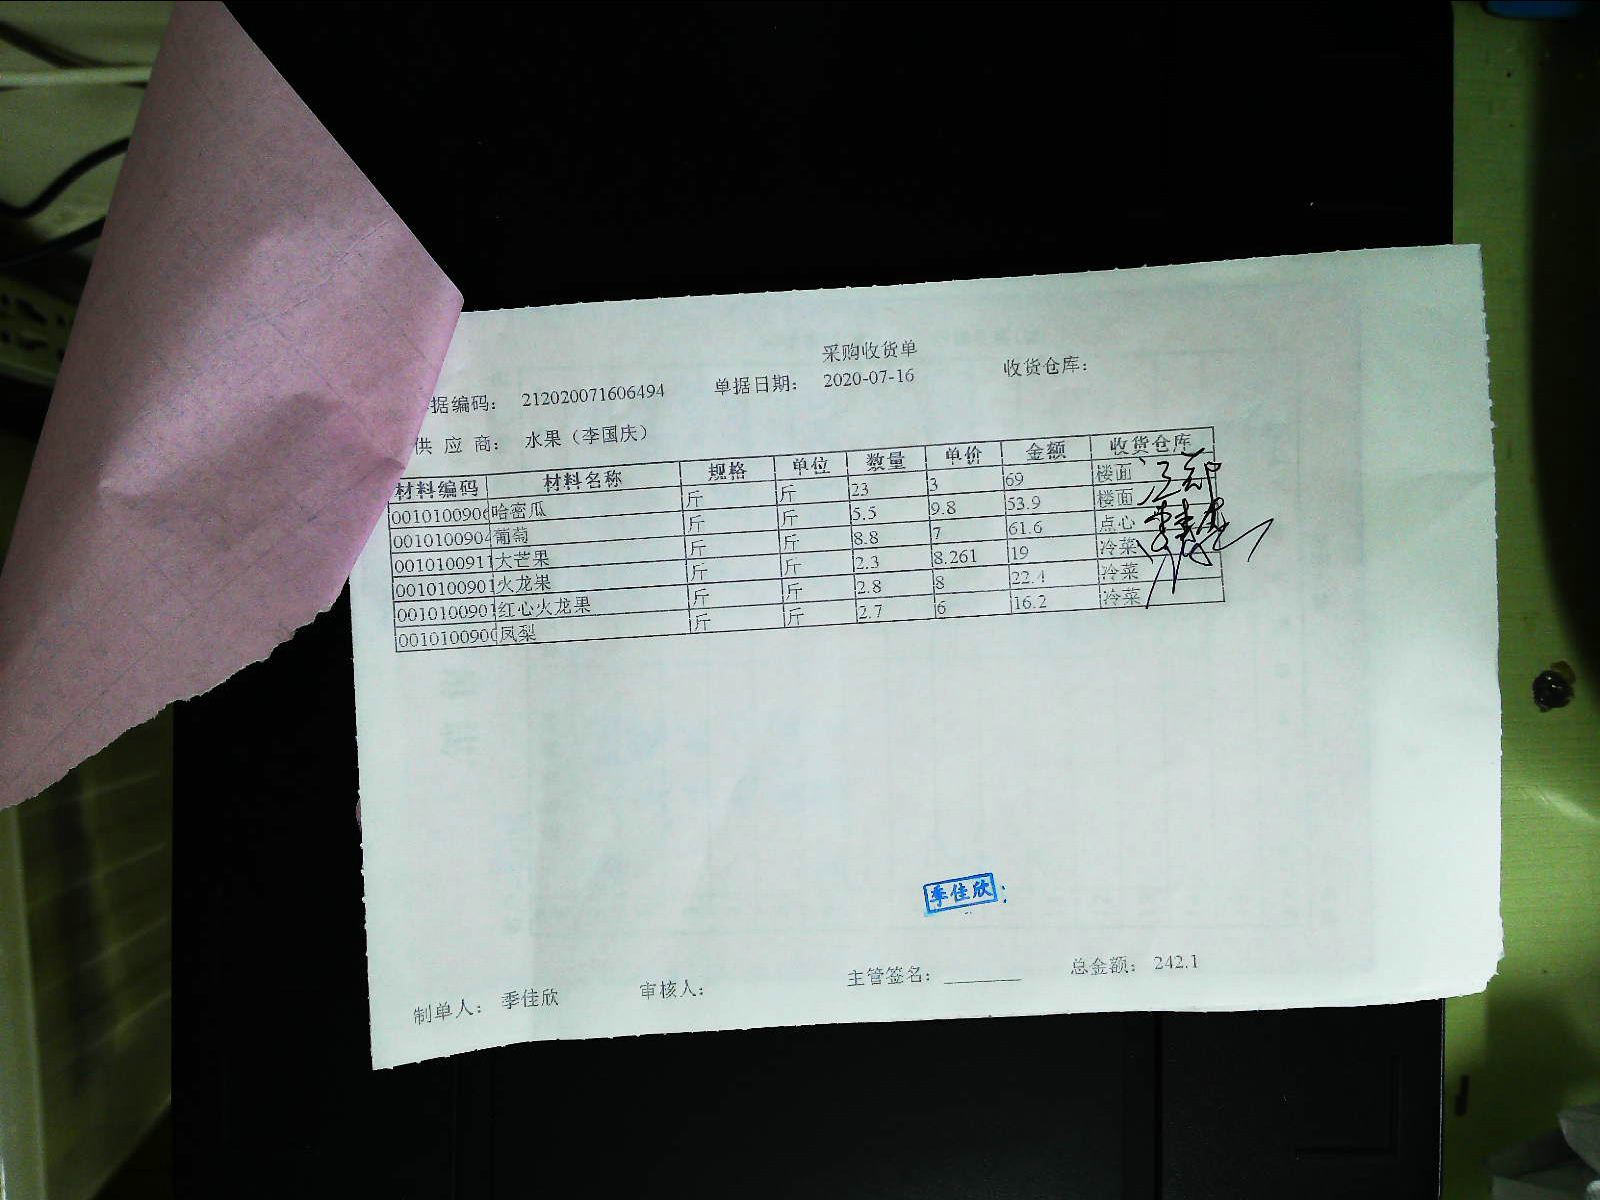 采购收货单
据编码: 212020071606494 单据日期: 2020-07-16 收货仓库:
供 应 商: 水果（李国庆）
材料编码 材料名称 规格 单位 数量 单价 金额 收货仓库
0010100906 哈密瓜 斤 斤 23 3 69 楼面
0010100904 葡萄 斤 斤 5.5 9.8 53.9 楼面
0010100911 大芒果 斤 斤 8.8 7 61.6 点心
0010100901 火龙果 斤 斤 2.3 8.261 19 冷菜
0010100901 红心火龙果 斤 斤 2.8 8 22.4 冷菜
0010100900 凤梨 斤 斤 2.7 6 16.2 冷菜
季佳欣
制单人: 季佳欣 审核人: 主管签名: 总金额: 242.1